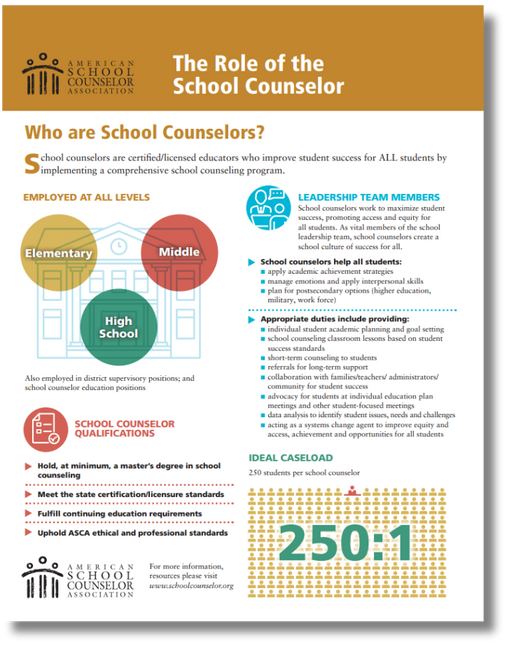 AMERICAN
SCHOOL
COUNSELOR
ASSOCIATION
The Role of the
School Counselor
Who are School Counselors?
School counselors are certified/licensed educators who improve student success for ALL students by
implementing a comprehensive school counseling program.
EMPLOYED AT ALL LEVELS
Elementary
Middle
High
School
Also employed in district supervisory positions; and
school counselor education positions
SCHOOL COUNSELOR
QUALIFICATIONS
Hold, at minimum, a master's degree in school
counseling
Meet the state certification/licensure standards
Fulfill continuing education requirements
Uphold ASCA ethical and professional standards
LEADERSHIP TEAM MEMBERS
School counselors work to maximize student
success, promoting access and equity for
all students. As vital members of the school
leadership team, school counselors create a
school culture of success for all.
School counselors help all students:
apply academic achievement strategies
manage emotions and apply interpersonal skills
plan for postsecondary options (higher education,
military, work force)
Appropriate duties include providing:
individual student academic planning and goal setting
school counseling classroom lessons based on student
success standards
short-term counseling to students
referrals for long-term support
collaboration with families/teachers/ administrators/
community for student success
advocacy for students at individual education plan
meetings and other student-focused meetings
data analysis to identify student issues, needs and challenges
acting as a systems change agent to improve equity and
access, achievement and opportunities for all students
IDEAL CASELOAD
250 students per school counselor
250:1
AMERICAN
SCHOOL
COUNSELOR
ASSOCIATION
For more information,
resources please visit
www.schoolcounselor.org